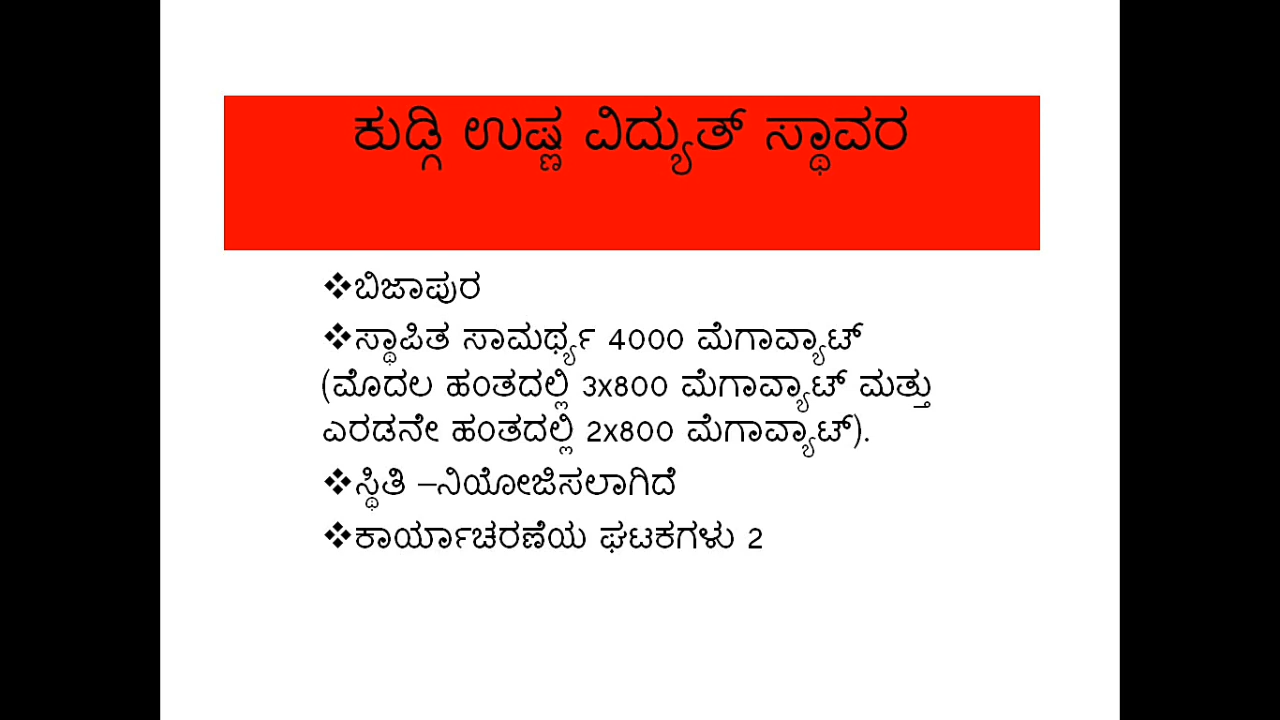 ಕುಡ್ಗಿ ಉಷ್ಣ ವಿದ್ಯುತ್ ಸ್ಥಾವರ
❖ಬಿಜಾಪುರ
❖ಸ್ಥಾಪಿತ ಸಾಮರ್ಥ್ಯ 4000 ಮೆಗಾವ್ಯಾಟ್
(ಮೊದಲ ಹಂತದಲ್ಲಿ 3x800 ಮೆಗಾವ್ಯಾಟ್ ಮತ್ತು
ಎರಡನೇ ಹಂತದಲ್ಲಿ 2x800 ಮೆಗಾವ್ಯಾಟ್).
❖ಸ್ಥಿತಿ –ನಿಯೋಜಿಸಲಾಗಿದೆ
❖ಕಾರ್ಯಾಚರಣೆಯ ಘಟಕಗಳು 2